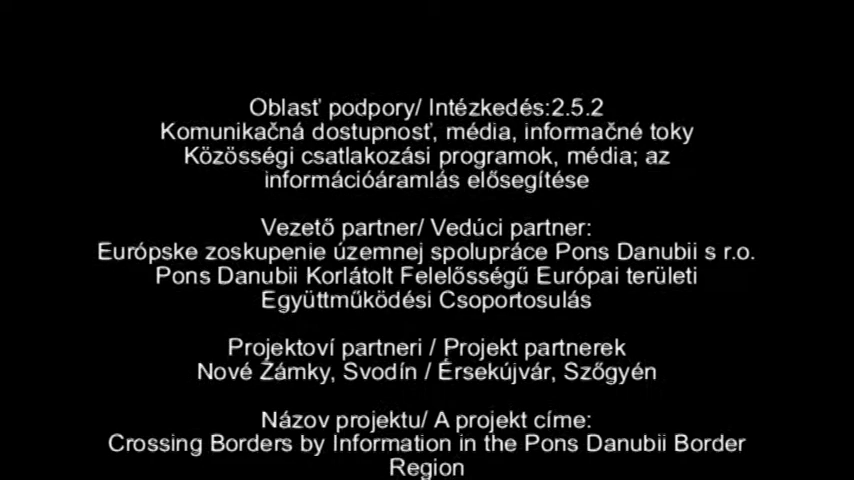 Oblasť podpory/ Intézkedés:2.5.2
Komunikačná dostupnosť, média, informačné toky
Közösségi csatlakozási programok, média; az
információáramlás elősegítése
Vezető partner/ Vedúci partner:
Európske zoskupenie územnej spolupráce Pons Danubii s r.o.
Pons Danubii Korlátolt Felelősségű Európai területi
Együttműködési Csoportosulás
Projektoví partneri / Projekt partnerek
Nové Zámky, Svodín / Érsekújvár, Szőgyén
Názov projektu/ A projekt címe:
Crossing Borders by Information in the Pons Danubii Border
Region